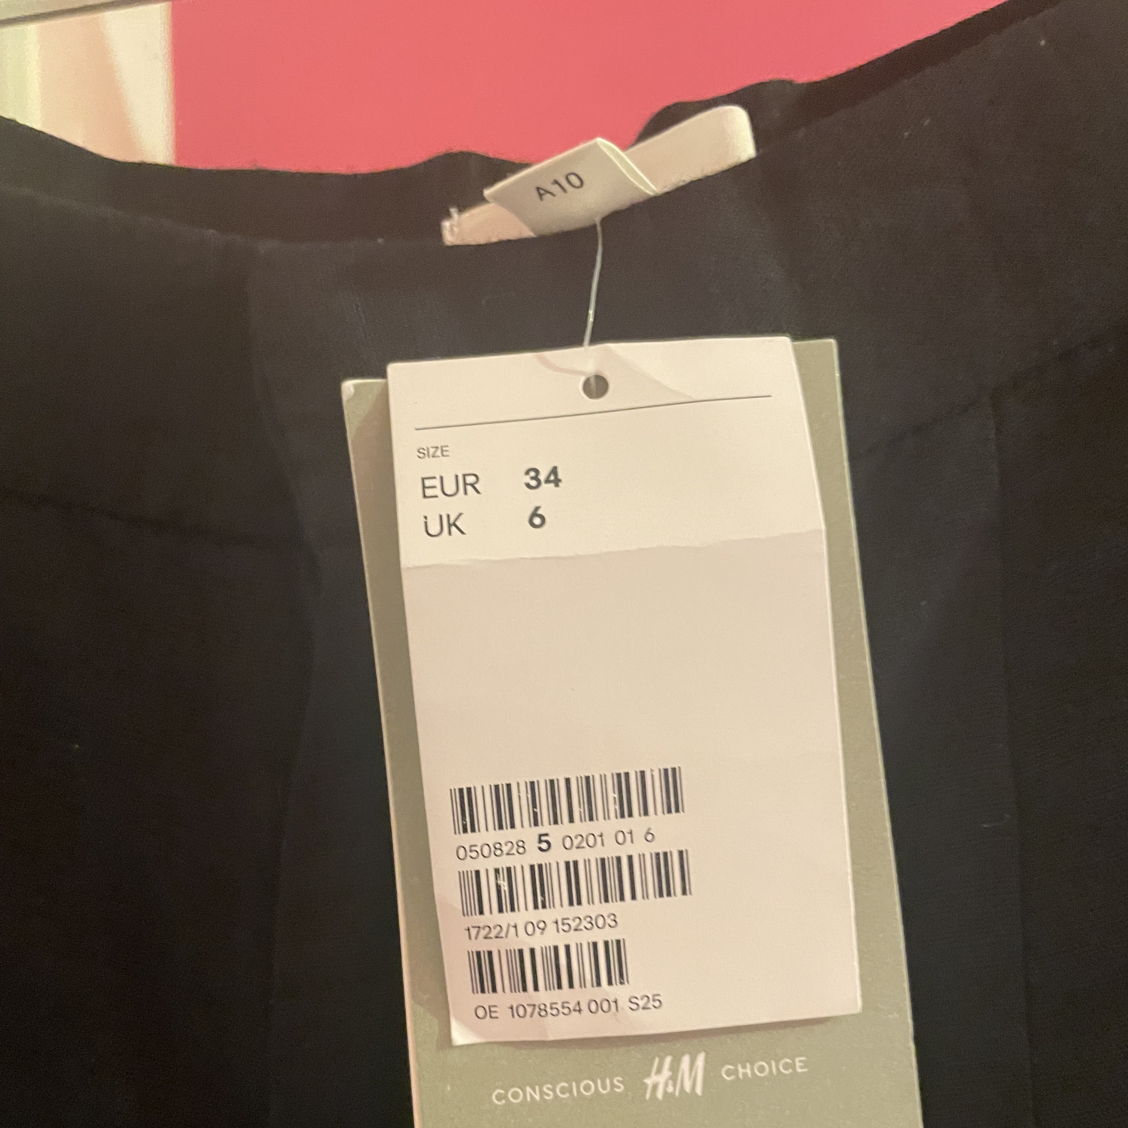 A10
SIZE
EUR 34
UK 6
050828 5 0201 01 6
1722/1 09 152303
OE 1078554 001 S25
CONSCIOUS H&M CHOICE